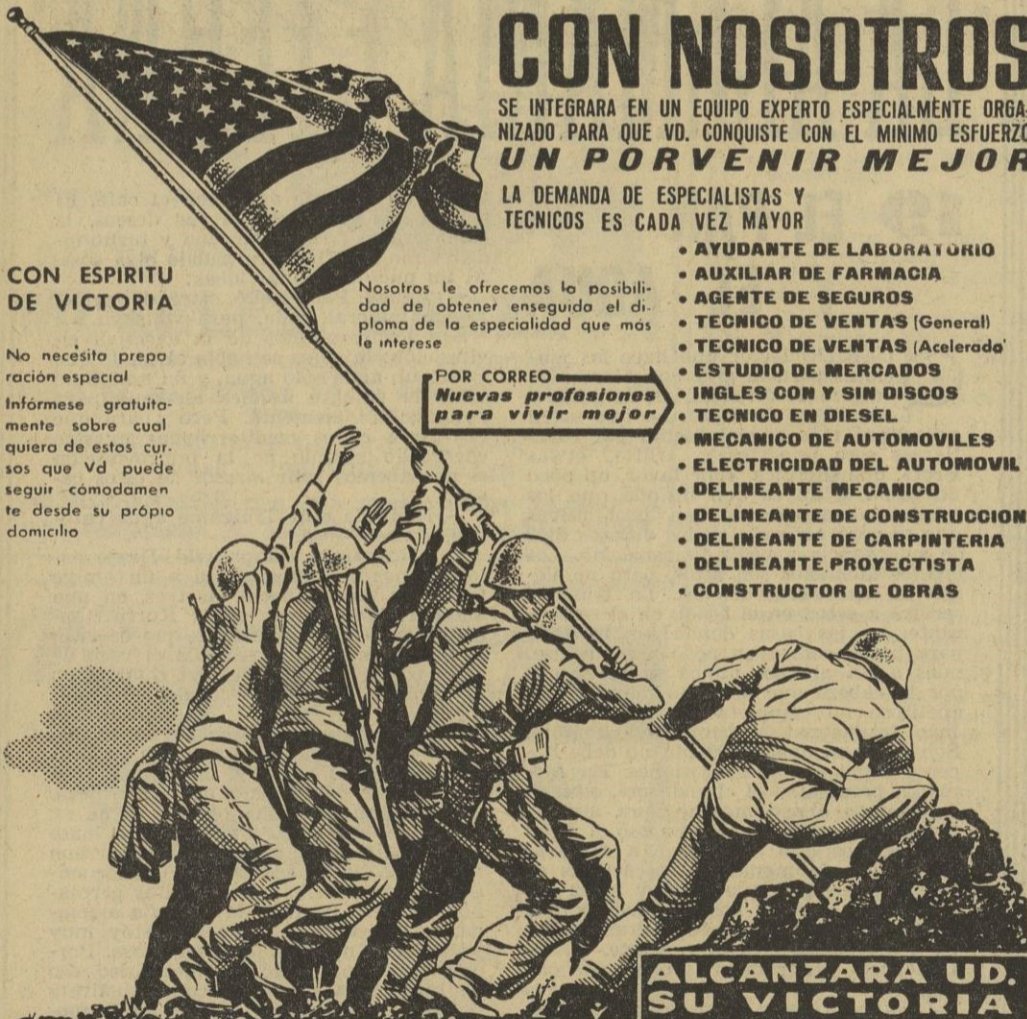 CON NOSOTROS
SE INTEGRARA EN UN EQUIPO EXPERTO ESPECIALMENTE ORGA-
NIZADO PARA QUE VD. CONQUISTE CON EL MINIMO ESFUERZO
UN PORVENIR MEJOR
LA DEMANDA DE ESPECIALISTAS Y
TECNICOS ES CADA VEZ MAYOR
CON ESPIRITU
DE VICTORIA
No necesita prepa
ración especial
Infórmese gratuita-
mente sobre cual
quiera de estos cur-
sos que Vd puede
seguir cómodamen
te desde su própio
domicilio
Nosotros le ofrecemos la posibili-
dad de obtener enseguida el di-
ploma de la especialidad que más
le interese
POR CORREO
Nuevas profesiones
para vivir mejor
• AYUDANTE DE LABORATORIO
• AUXILIAR DE FARMACIA
• AGENTE DE SEGUROS
• TECNICO DE VENTAS (General)
• TECNICO DE VENTAS (Acelerado)
• ESTUDIO DE MERCADOS
• INGLES CON Y SIN DISCOS
• TECNICO EN DIESEL
• MECANICO DE AUTOMOVILES
• ELECTRICIDAD DEL AUTOMOVIL
• DELINEANTE MECANICO
• DELINEANTE DE CONSTRUCCION
• DELINEANTE DE CARPINTERIA
• DELINEANTE PROYECTISTA
• CONSTRUCTOR DE OBRAS
ALCANZARA UD.
SU VICTORIA